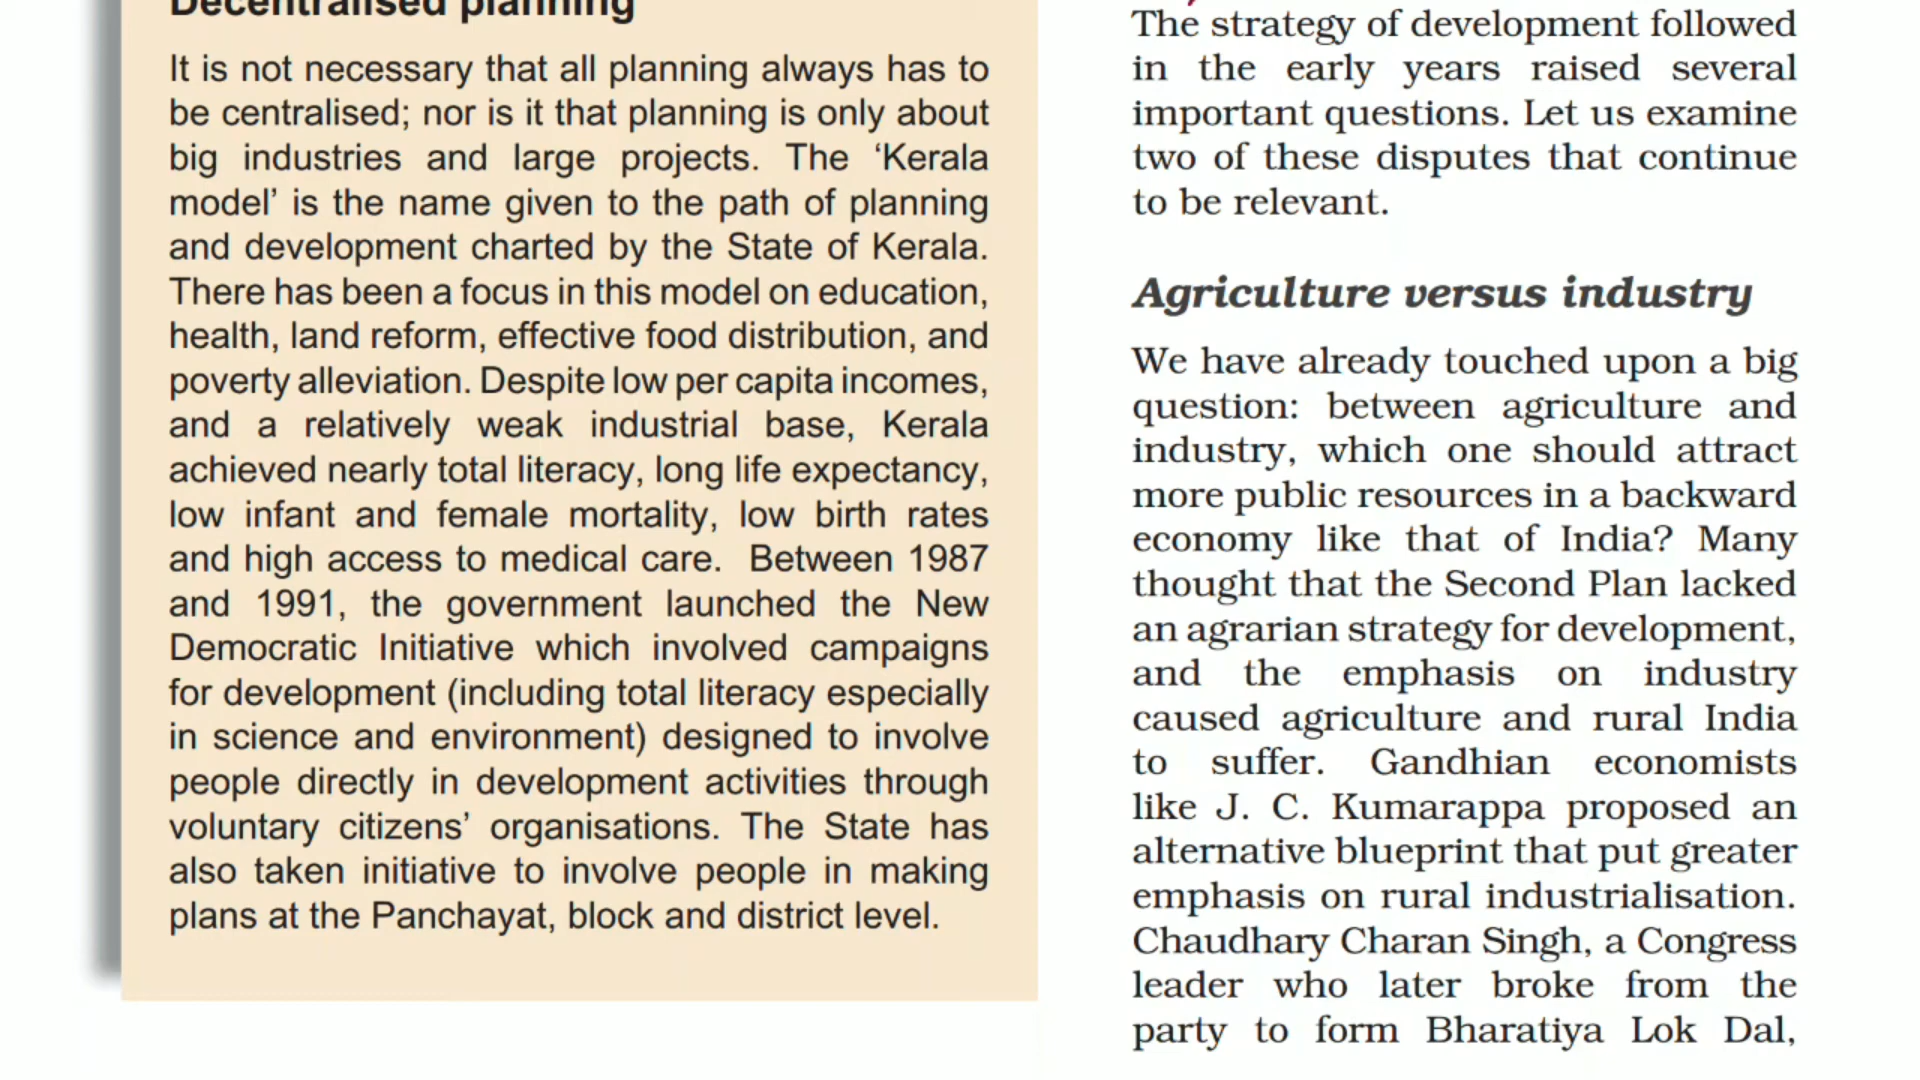 Decentralised planning
It is not necessary that all planning always has to
be centralised; nor is it that planning is only about
big industries and large projects. The ‘Kerala
model’ is the name given to the path of planning
and development charted by the State of Kerala.
There has been a focus in this model on education,
health, land reform, effective food distribution, and
poverty alleviation. Despite low per capita incomes,
and a relatively weak industrial base, Kerala
achieved nearly total literacy, long life expectancy,
low infant and female mortality, low birth rates
and high access to medical care. Between 1987
and 1991, the government launched the New
Democratic Initiative which involved campaigns
for development (including total literacy especially
in science and environment) designed to involve
people directly in development activities through
voluntary citizens’ organisations. The State has
also taken initiative to involve people in making
plans at the Panchayat, block and district level.
The strategy of development followed
in the early years raised several
important questions. Let us examine
two of these disputes that continue
to be relevant.
Agriculture versus industry
We have already touched upon a big
question: between agriculture and
industry, which one should attract
more public resources in a backward
economy like that of India? Many
thought that the Second Plan lacked
an agrarian strategy for development,
and the emphasis on industry
caused agriculture and rural India
to suffer. Gandhian economists
like J. C. Kumarappa proposed an
alternative blueprint that put greater
emphasis on rural industrialisation.
Chaudhary Charan Singh, a Congress
leader who later broke from the
party to form Bharatiya Lok Dal,